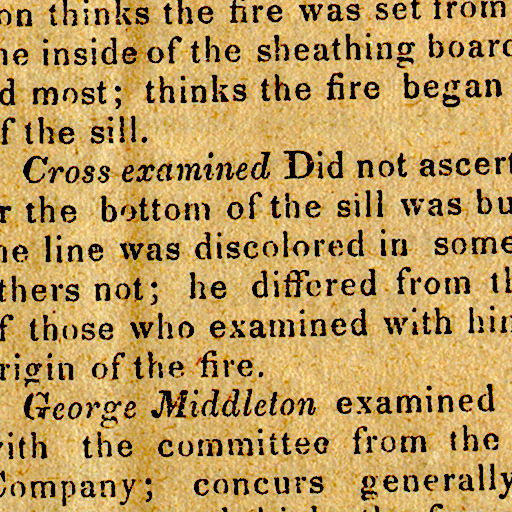 on thinks the fire was set from
he inside of the sheathing board
d most; thinks the fire began
f the sill.
Cross examined Did not ascert
r the bottom of the sill was bu
he line was discolored in some
thers not; he differed from th
f those who examined with him
rigin of the fire.
George Middleton examined
with the committee from the
Company; concurs generally